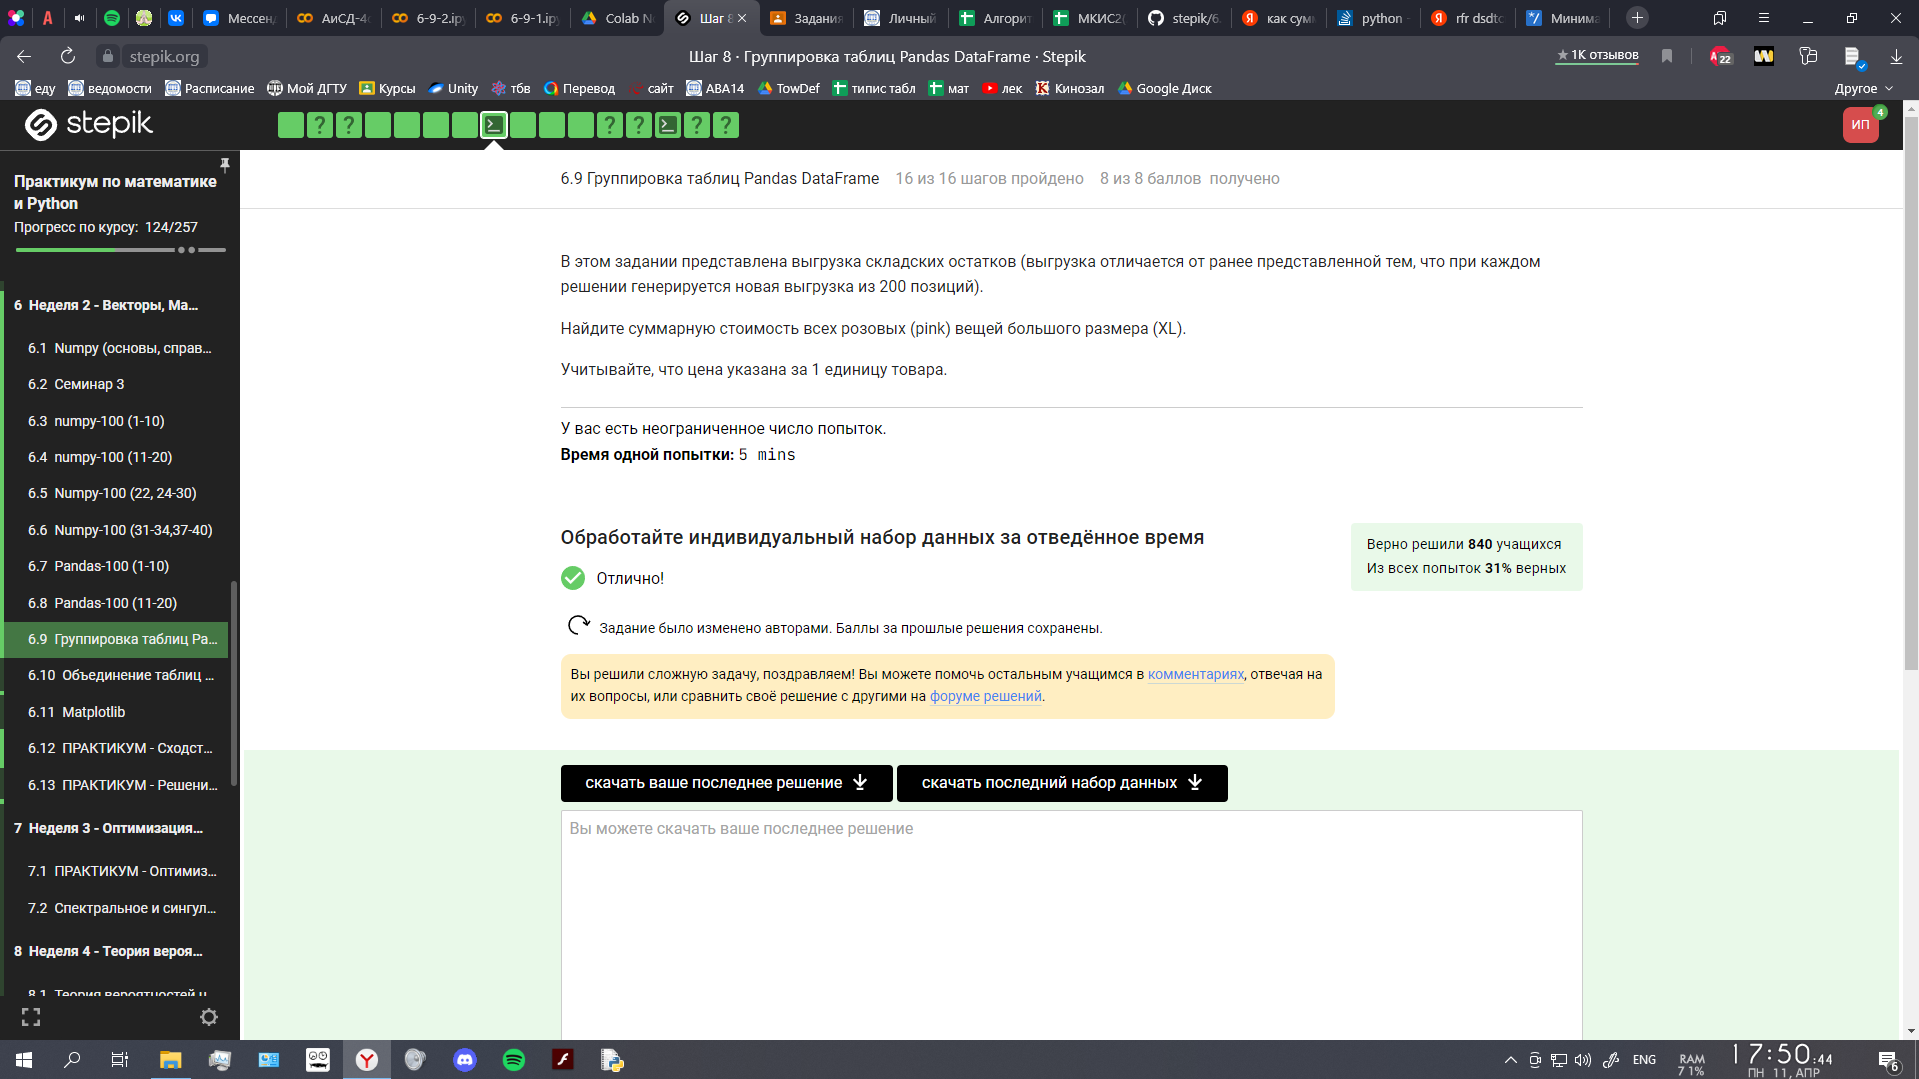 Мессен
АиСД-4
6-9-2.ip
6-9-1.ip
Colab N
Шаг 8
Задания
Личный
Алгорит
МКИС2(
stepik/6.
как сум
python
rfr dsdt
Минима
stepik.org
Шаг 8 · Группировка таблиц Pandas DataFrame · Stepik
★ 1K отзывов
22
еду
ведомости
Расписание
Мой ДГТУ
Курсы
Unity
тбв
Перевод
сайт
АВА14
TowDef
типис табл
мат
лек
Кинозал
Google Диск
Другое
stepik
? ? ? ? ? ?
ИП
4
Практикум по математике
и Python
Прогресс по курсу: 124/257
6 Неделя 2 - Векторы, Ма...
6.1 Numpy (основы, справ...
6.2 Семинар 3
6.3 numpy-100 (1-10)
6.4 numpy-100 (11-20)
6.5 Numpy-100 (22, 24-30)
6.6 Numpy-100 (31-34,37-40)
6.7 Pandas-100 (1-10)
6.8 Pandas-100 (11-20)
6.9 Группировка таблиц Pa...
6.10 Объединение таблиц ...
6.11 Matplotlib
6.12 ПРАКТИКУМ - Сходст...
6.13 ПРАКТИКУМ - Решени...
7 Неделя 3 - Оптимизация...
7.1 ПРАКТИКУМ - Оптимиз...
7.2 Спектральное и сингул...
8 Неделя 4 - Теория вероя...
8.1 Теория вероятностей
6.9 Группировка таблиц Pandas DataFrame 16 из 16 шагов пройдено 8 из 8 баллов получено
В этом задании представлена выгрузка складских остатков (выгрузка отличается от ранее представленной тем, что при каждом
решении генерируется новая выгрузка из 200 позиций).
Найдите суммарную стоимость всех розовых (pink) вещей большого размера (XL).
Учитывайте, что цена указана за 1 единицу товара.
У вас есть неограниченное число попыток.
Время одной попытки: 5 mins
Обработайте индивидуальный набор данных за отведённое время
Верно решили 840 учащихся
Из всех попыток 31% верных
Отлично!
Задание было изменено авторами. Баллы за прошлые решения сохранены.
Вы решили сложную задачу, поздравляем! Вы можете помочь остальным учащимся в комментариях, отвечая на
их вопросы, или сравнить своё решение с другими на форуме решений.
скачать ваше последнее решение
скачать последний набор данных
Вы можете скачать ваше последнее решение
ENG
RAM
71%
17:50:44
ПН 11, АПР
6